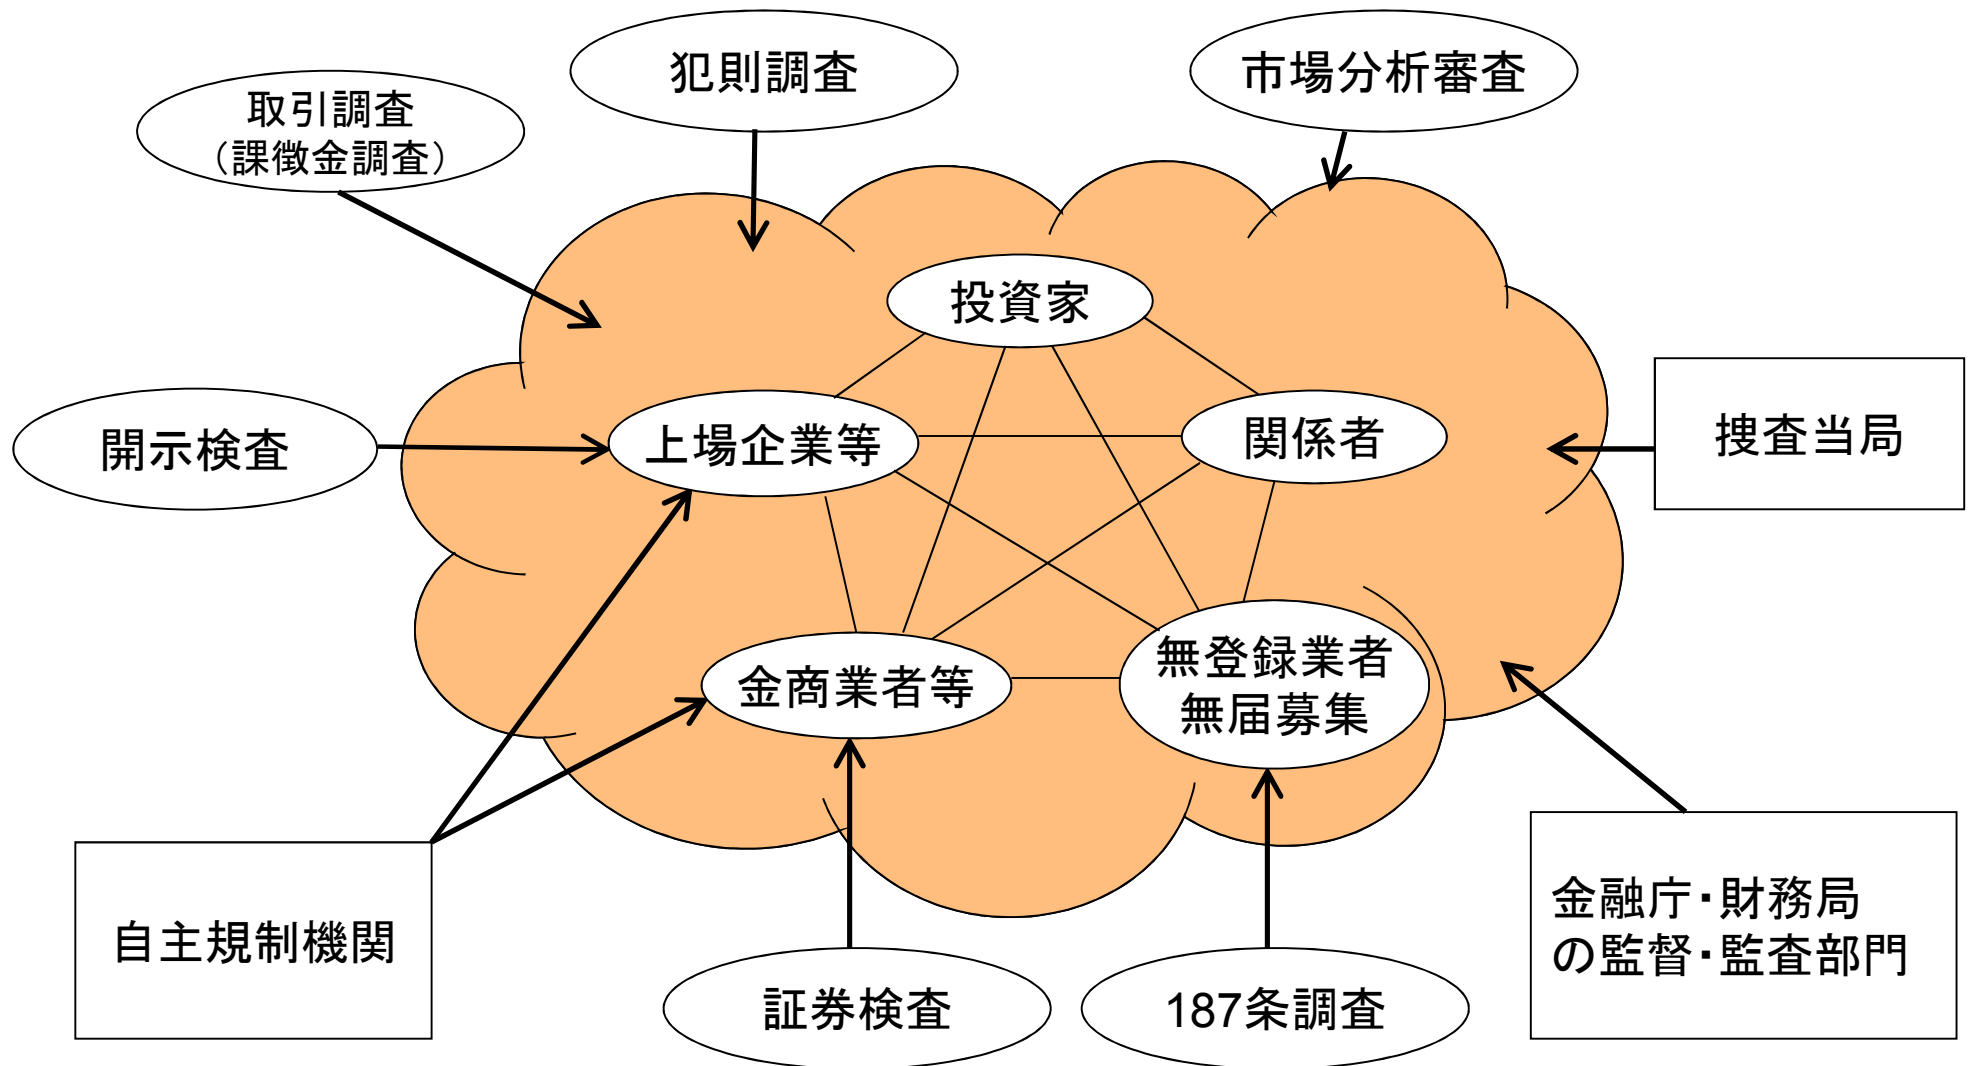 犯則調査
市場分析審査
取引調査
（課徴金調査）
投資家
開示検査
上場企業等
関係者
捜査当局
金商業者等
無登録業者
無届募集
自主規制機関
金融庁・財務局
の監督・監査部門
証券検査
187条調査